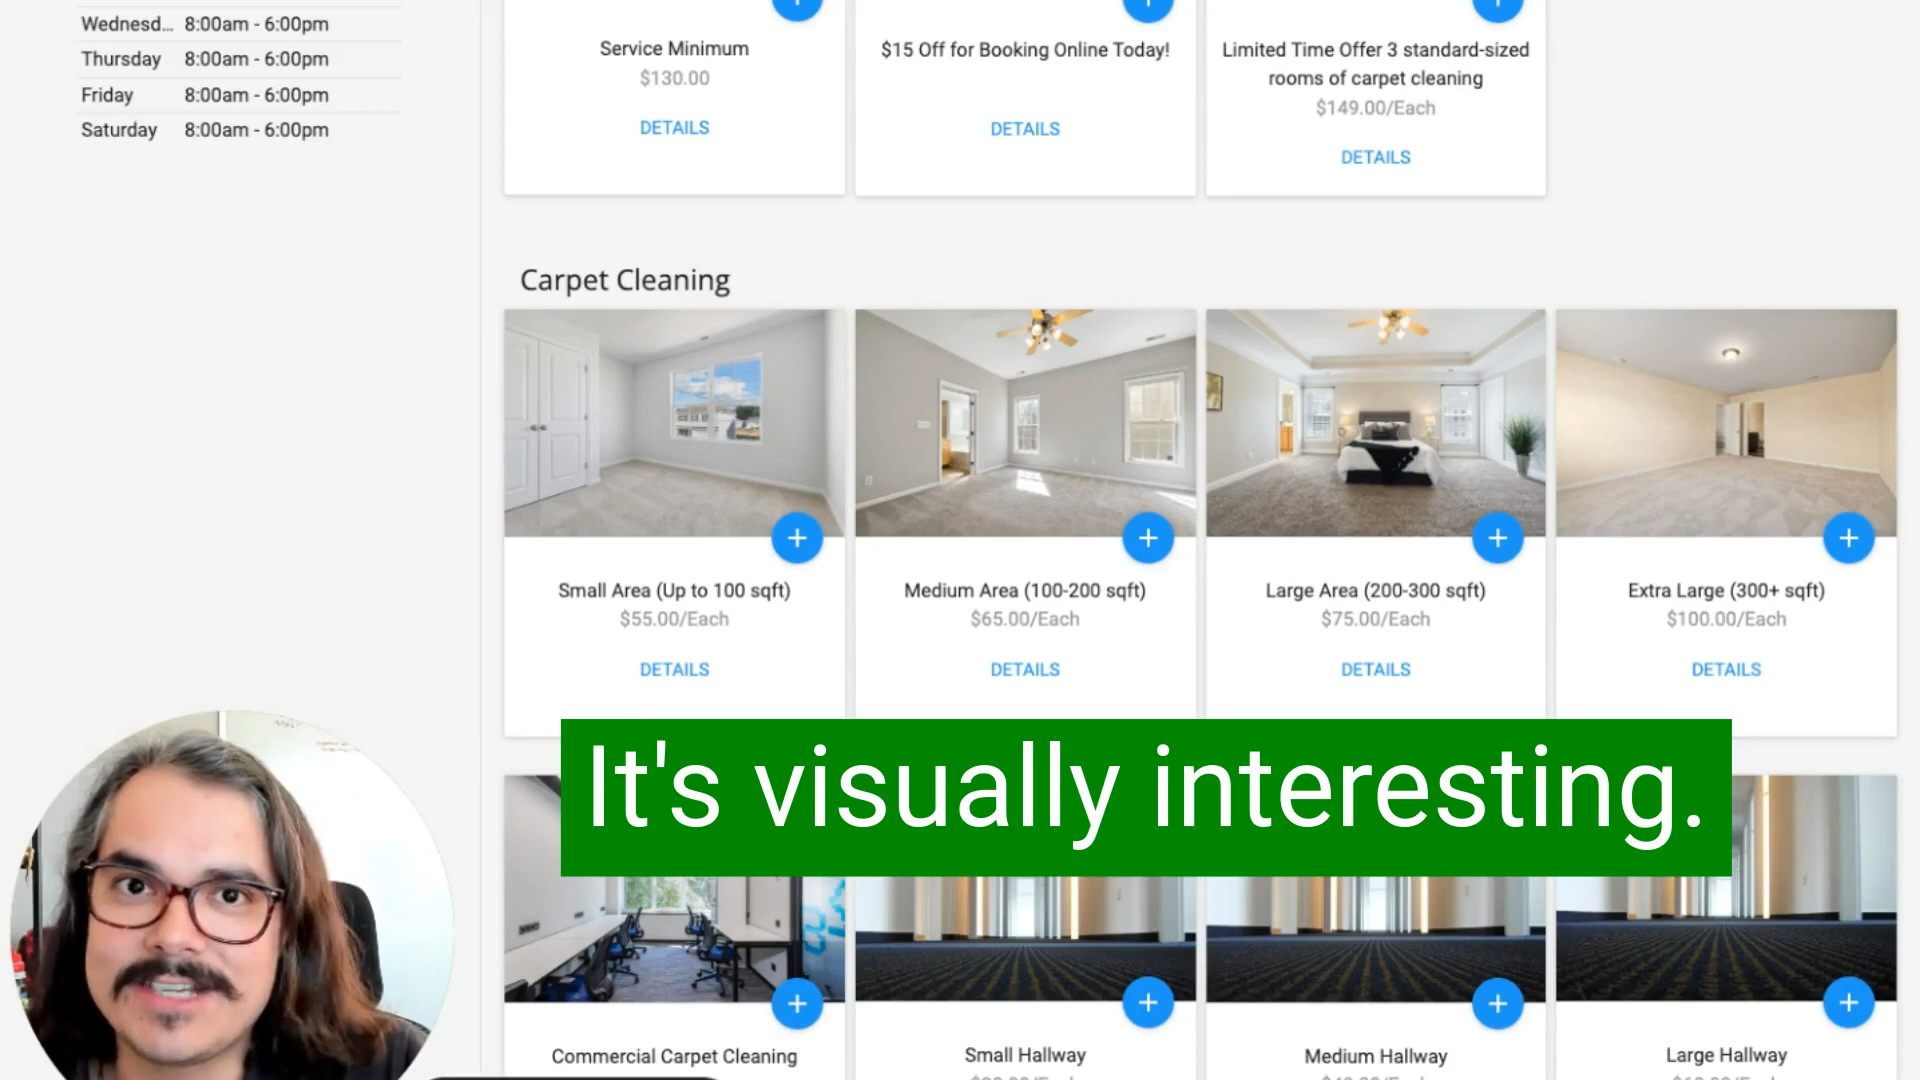 Wednesd... 8:00am - 6:00pm
Thursday 8:00am - 6:00pm
Friday 8:00am - 6:00pm
Saturday 8:00am - 6:00pm
Service Minimum
$130.00
DETAILS
$15 Off for Booking Online Today!
DETAILS
Limited Time Offer 3 standard-sized
rooms of carpet cleaning
$149.00/Each
DETAILS
Carpet Cleaning
Small Area (Up to 100 sqft)
$55.00/Each
DETAILS
Medium Area (100-200 sqft)
$65.00/Each
DETAILS
Large Area (200-300 sqft)
$75.00/Each
DETAILS
Extra Large (300+ sqft)
$100.00/Each
DETAILS
It's visually interesting.
Commercial Carpet Cleaning
Small Hallway
Medium Hallway
Large Hallway